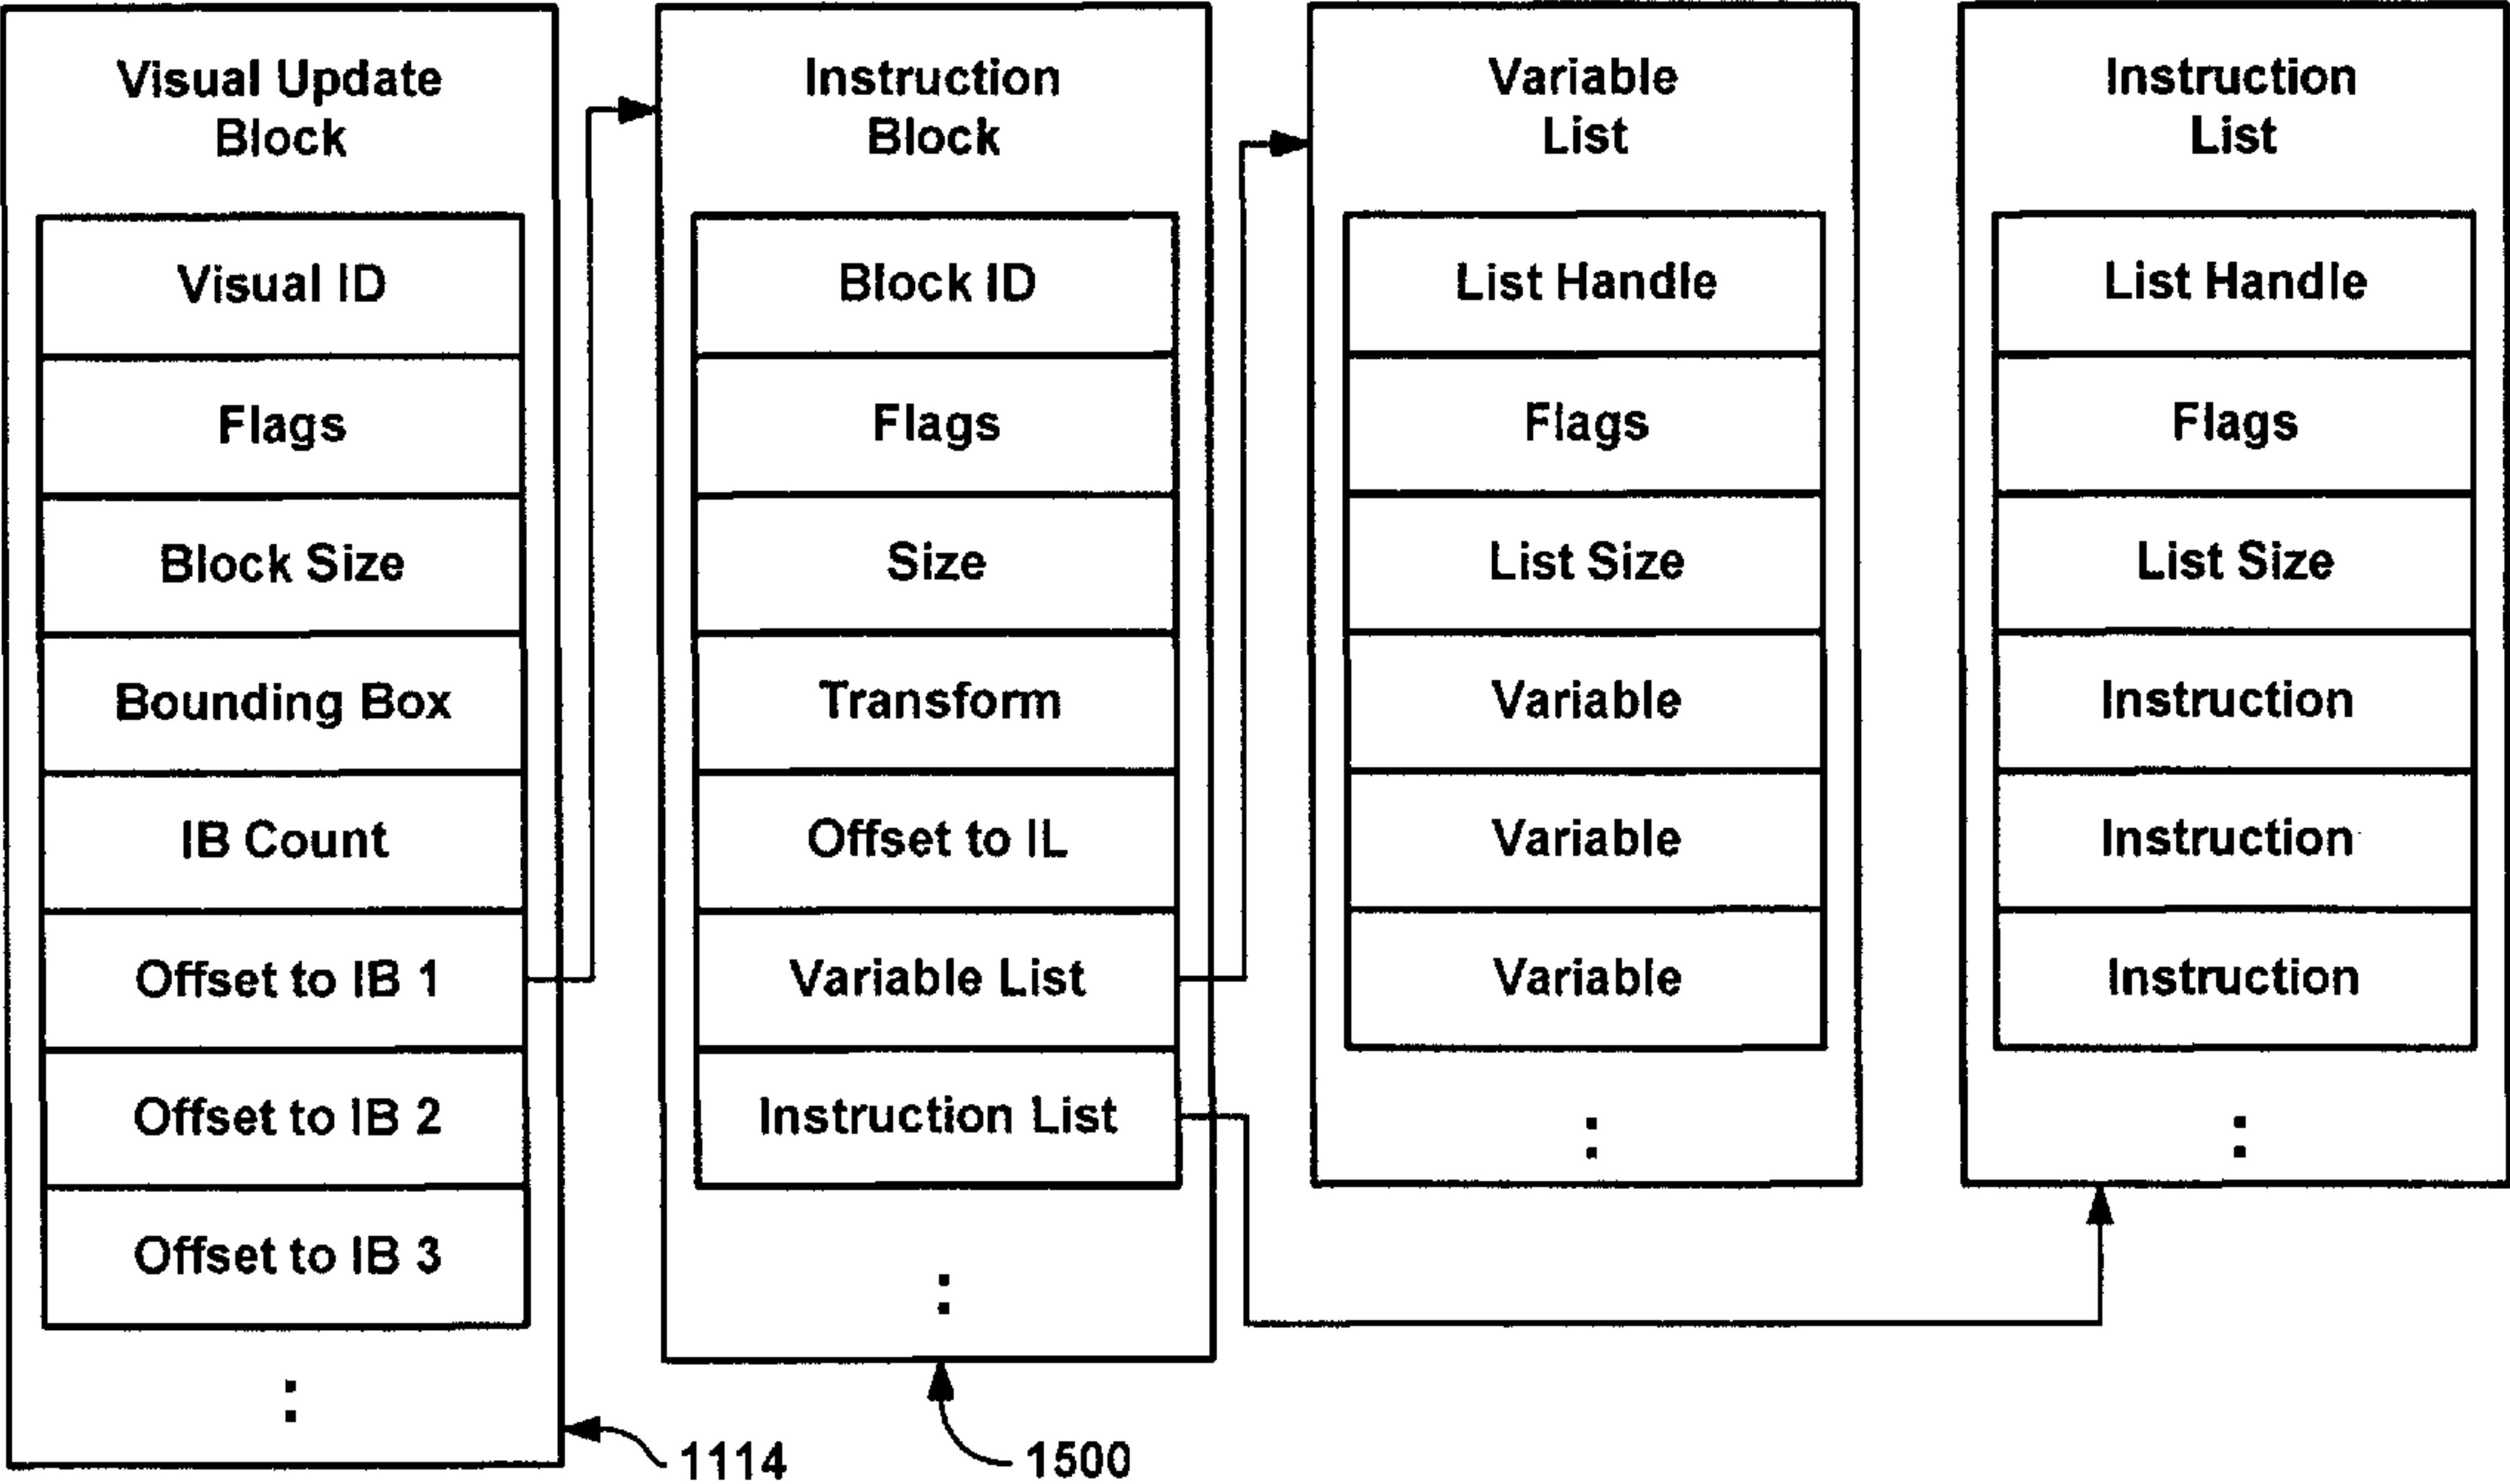 Visual Update
Block
Visual ID
Flags
Block Size
Bounding Box
IB Count
Offset to IB 1
Offset to IB 2
Offset to IB 3
:
1114
Instruction
Block
Block ID
Flags
Size
Transform
Offset to IL
Variable List
Instruction List
:
1500
Variable
List
List Handle
Flags
List Size
Variable
Variable
Variable
:
Instruction
List
List Handle
Flags
List Size
Instruction
Instruction
Instruction
: